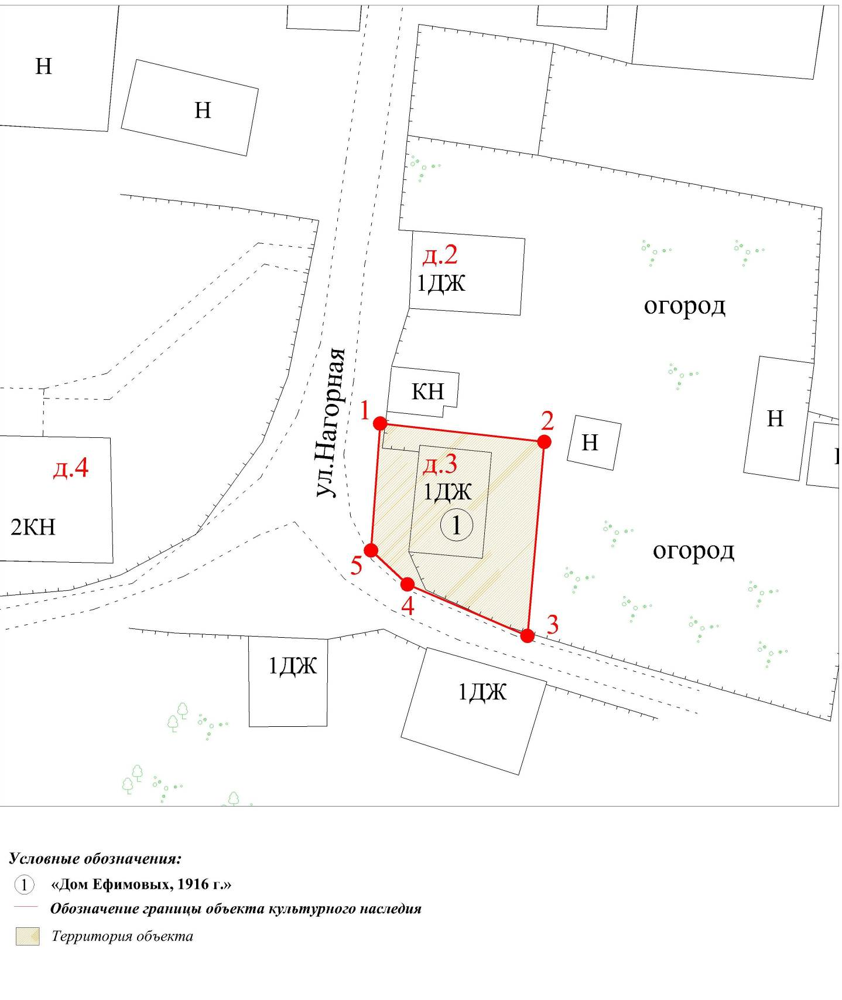 Н
Н
д.2
1ДЖ
огород
ул.Нагорная
КН
1
2
Н
Н
д.3
1ДЖ
1
д.4
2КН
огород
5
4
3
1ДЖ
1ДЖ
Условные обозначения:
1 «Дом Ефимовых, 1916 г.»
Обозначение границы объекта культурного наследия
Территория объекта